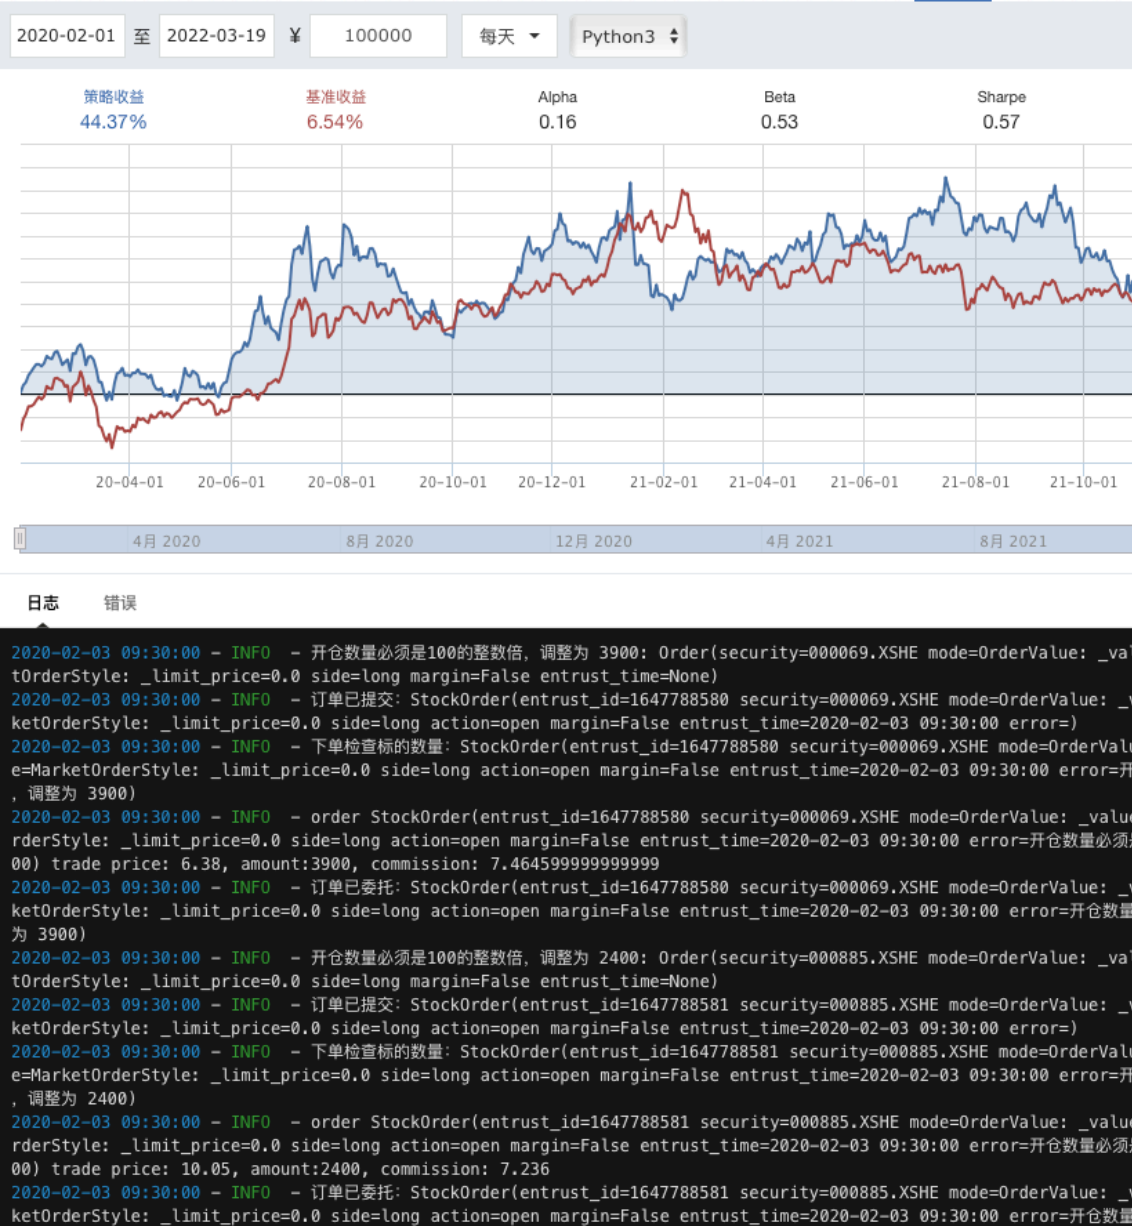 2020-02-01 至 2022-03-19 ¥ 100000 每天 Python3
策略收益 基准收益 Alpha Beta Sharpe
44.37% 6.54% 0.16 0.53 0.57
20-04-01 20-06-01 20-08-01 20-10-01 20-12-01 21-02-01 21-04-01 21-06-01 21-08-01 21-10-01
4月 2020 8月 2020 12月 2020 4月 2021 8月 2021
日志 错误
2020-02-03 09:30:00 - INFO - 开仓数量必须是100的整数倍，调整为 3900: Order(security=000069.XSHE mode=OrderValue: _va
tOrderStyle: _limit_price=0.0 side=long margin=False entrust_time=None)
2020-02-03 09:30:00 - INFO - 订单已提交: StockOrder(entrust_id=1647788580 security=000069.XSHE mode=OrderValue: _v
ketOrderStyle: _limit_price=0.0 side=long action=open margin=False entrust_time=2020-02-03 09:30:00 error=)
2020-02-03 09:30:00 - INFO - 下单检查标的数量: StockOrder(entrust_id=1647788580 security=000069.XSHE mode=OrderValu
e=MarketOrderStyle: _limit_price=0.0 side=long action=open margin=False entrust_time=2020-02-03 09:30:00 error=开
，调整为 3900)
2020-02-03 09:30:00 - INFO - order StockOrder(entrust_id=1647788580 security=000069.XSHE mode=OrderValue: _value
rderStyle: _limit_price=0.0 side=long action=open margin=False entrust_time=2020-02-03 09:30:00 error=开仓数量必须是
00) trade price: 6.38, amount:3900, commission: 7.464599999999999
2020-02-03 09:30:00 - INFO - 订单已委托: StockOrder(entrust_id=1647788580 security=000069.XSHE mode=OrderValue: _v
ketOrderStyle: _limit_price=0.0 side=long action=open margin=False entrust_time=2020-02-03 09:30:00 error=开仓数量
为 3900)
2020-02-03 09:30:00 - INFO - 开仓数量必须是100的整数倍，调整为 2400: Order(security=000885.XSHE mode=OrderValue: _va
tOrderStyle: _limit_price=0.0 side=long margin=False entrust_time=None)
2020-02-03 09:30:00 - INFO - 订单已提交: StockOrder(entrust_id=1647788581 security=000885.XSHE mode=OrderValue: _v
ketOrderStyle: _limit_price=0.0 side=long action=open margin=False entrust_time=2020-02-03 09:30:00 error=)
2020-02-03 09:30:00 - INFO - 下单检查标的数量: StockOrder(entrust_id=1647788581 security=000885.XSHE mode=OrderValu
e=MarketOrderStyle: _limit_price=0.0 side=long action=open margin=False entrust_time=2020-02-03 09:30:00 error=开
，调整为 2400)
2020-02-03 09:30:00 - INFO - order StockOrder(entrust_id=1647788581 security=000885.XSHE mode=OrderValue: _value
rderStyle: _limit_price=0.0 side=long action=open margin=False entrust_time=2020-02-03 09:30:00 error=开仓数量必须是
00) trade price: 10.05, amount:2400, commission: 7.236
2020-02-03 09:30:00 - INFO - 订单已委托: StockOrder(entrust_id=1647788581 security=000885.XSHE mode=OrderValue: _v
ketOrderStyle: _limit_price=0.0 side=long action=open margin=False entrust_time=2020-02-03 09:30:00 error=开仓数量